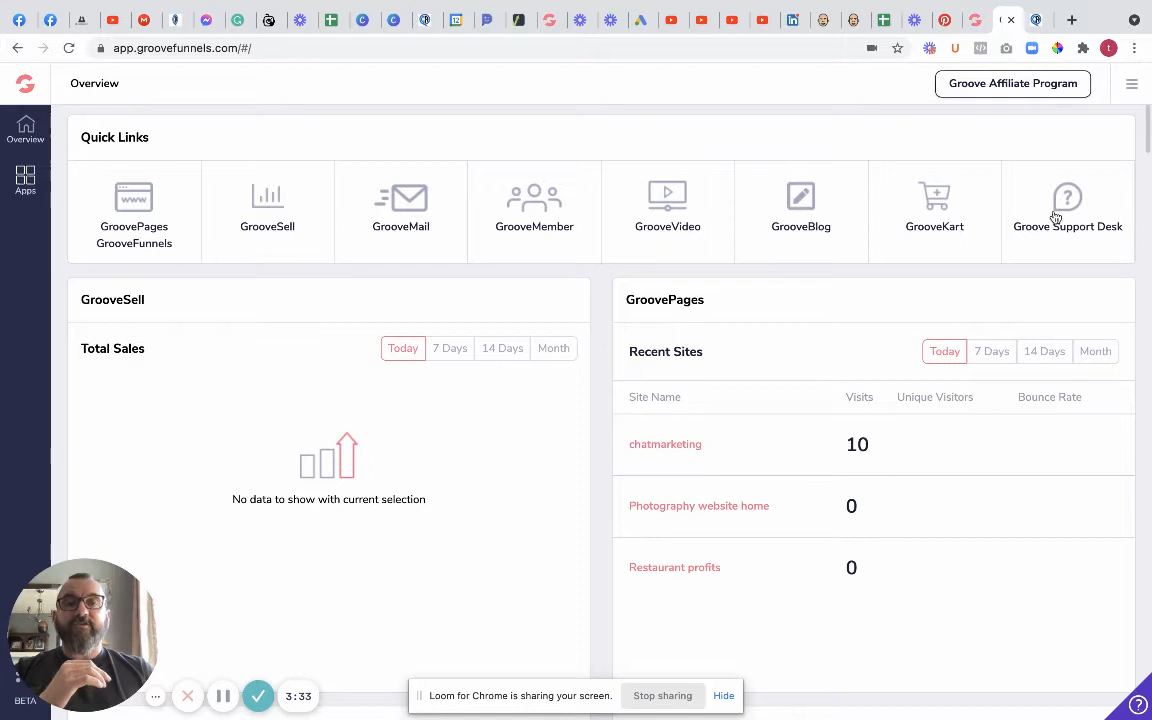 app.groovefunnels.com/#/
t
Overview
Groove Affiliate Program
Overview
Apps
BETA
Quick Links
www
GroovePages
GrooveFunnels
GrooveSell
GrooveMail
GrooveMember
GrooveVideo
GrooveBlog
GrooveKart
?
Groove Support Desk
GrooveSell
Total Sales
Today
7 Days
14 Days
Month
No data to show with current selection
GroovePages
Recent Sites
Today
7 Days
14 Days
Month
Site Name
Visits
Unique Visitors
Bounce Rate
chatmarketing
10
Photography website home
0
Restaurant profits
0
3:33
Loom for Chrome is sharing your screen.
Stop sharing
Hide
?